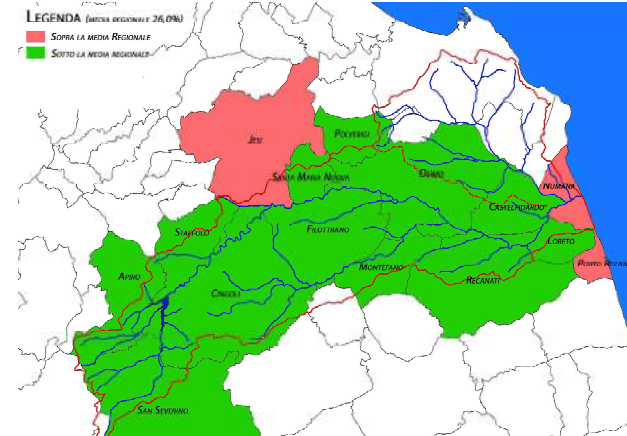 LEGENDA (MEDIA REGIONALE 26,0%)
SOPRA LA MEDIA REGIONALE
SOTTO LA MEDIA REGIONALE
POLVERIGI
JESI
SANTA MARIA NUOVA
OSIMO
NUMANA
CASTELFIDARDO
STAFFOLO
FILOTTRANO
LORETO
PORTO
MONTEFANO
APIRO
RECANATI
CINGOLI
SAN SEVERINO